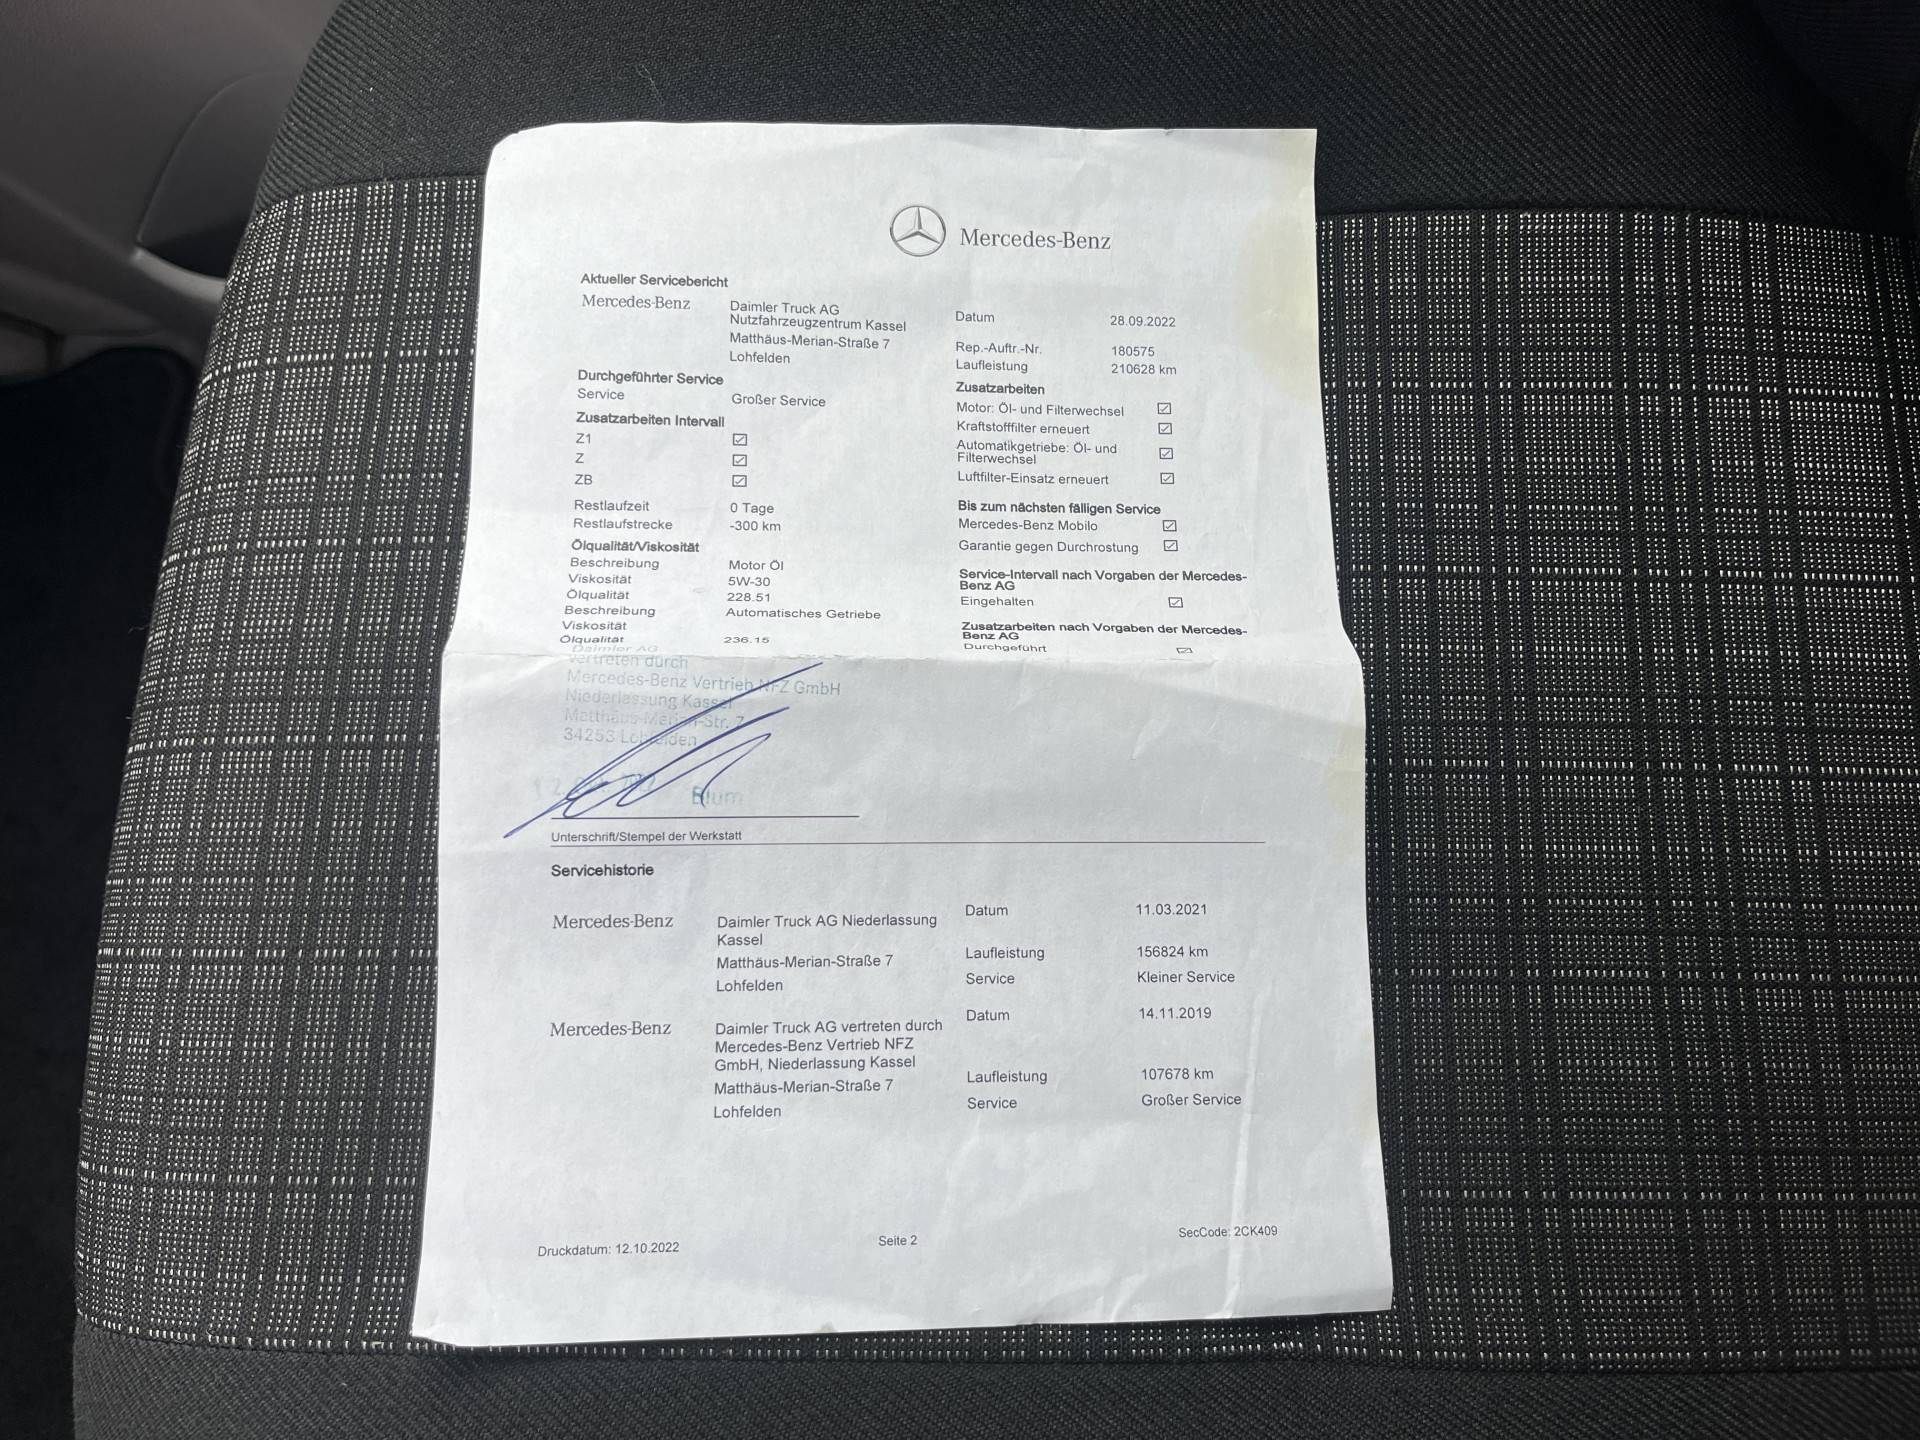 Mercedes-Benz
Aktueller Servicebericht
Mercedes-Benz
Daimler Truck AG
Nutzfahrzeugzentrum Kassel
Matthäus-Merian-Straße 7
Lohfelden
Datum 28.09.2022
Rep.-Auftr.-Nr. 180575
Laufleistung 210628 km
Durchgeführter Service
Service Großer Service
Zusatzarbeiten Intervall
Z1
Z
ZB
Restlaufzeit 0 Tage
Restlaufstrecke -300 km
Ölqualität/Viskosität
Beschreibung Motor Öl
Viskosität 5W-30
Ölqualität 228.51
Beschreibung Automatisches Getriebe
Viskosität
Ölqualität 236.15
Zusatzarbeiten
Motor: Öl- und Filterwechsel
Kraftstofffilter erneuert
Automatikgetriebe: Öl- und
Filterwechsel
Luftfilter-Einsatz erneuert
Bis zum nächsten fälligen Service
Mercedes-Benz Mobilo
Garantie gegen Durchrostung
Service-Intervall nach Vorgaben der Mercedes-
Benz AG
Eingehalten
Zusatzarbeiten nach Vorgaben der Mercedes-
Benz AG
Durchgeführt
Daimler AG
vertreten durch
Mercedes-Benz Vertrieb NFZ GmbH
Niederlassung Kassel
Matthäus-Merian-Str. 7
34253 Lohfelden
Blum
Unterschrift/Stempel der Werkstatt
Servicehistorie
Mercedes-Benz
Daimler Truck AG Niederlassung
Kassel
Matthäus-Merian-Straße 7
Lohfelden
Datum 11.03.2021
Laufleistung 156824 km
Service Kleiner Service
Mercedes-Benz
Daimler Truck AG vertreten durch
Mercedes-Benz Vertrieb NFZ
GmbH, Niederlassung Kassel
Matthäus-Merian-Straße 7
Lohfelden
Datum 14.11.2019
Laufleistung 107678 km
Service Großer Service
Druckdatum: 12.10.2022
Seite 2
SecCode: 2CK409